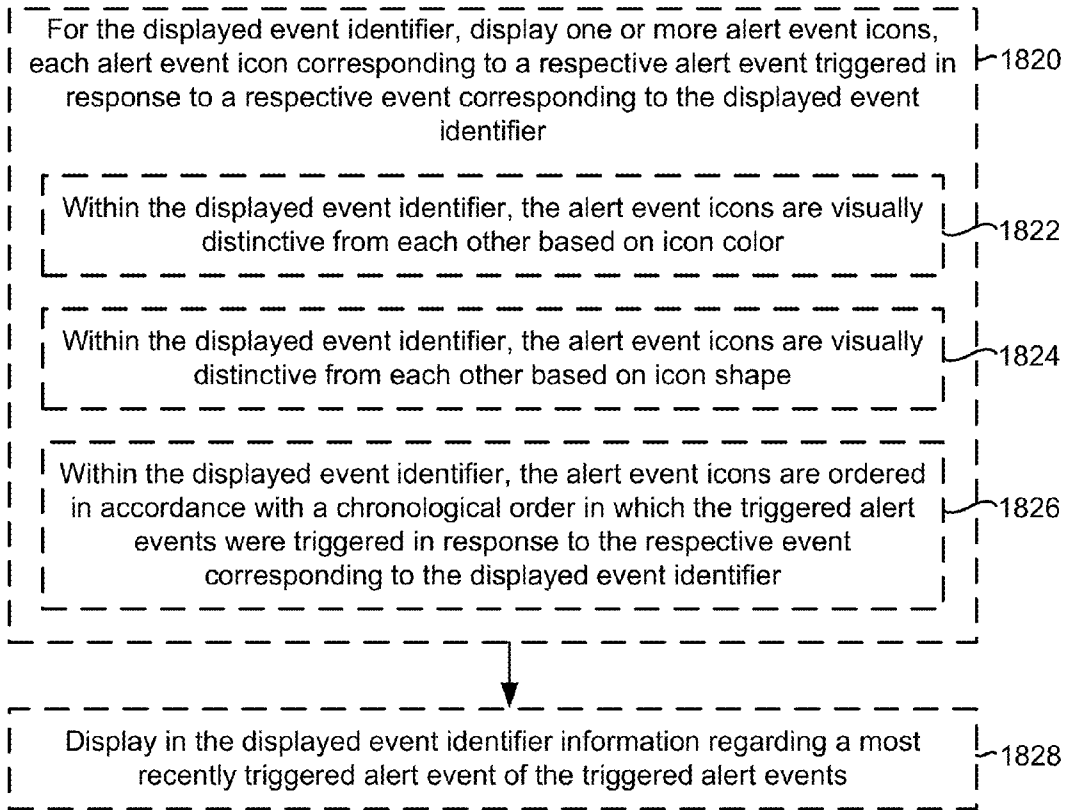 For the displayed event identifier, display one or more alert event icons,
each alert event icon corresponding to a respective alert event triggered in
response to a respective event corresponding to the displayed event
identifier
1820
Within the displayed event identifier, the alert event icons are visually
distinctive from each other based on icon color
1822
Within the displayed event identifier, the alert event icons are visually
distinctive from each other based on icon shape
1824
Within the displayed event identifier, the alert event icons are ordered
in accordance with a chronological order in which the triggered alert
events were triggered in response to the respective event
corresponding to the displayed event identifier
1826
Display in the displayed event identifier information regarding a most
recently triggered alert event of the triggered alert events
1828